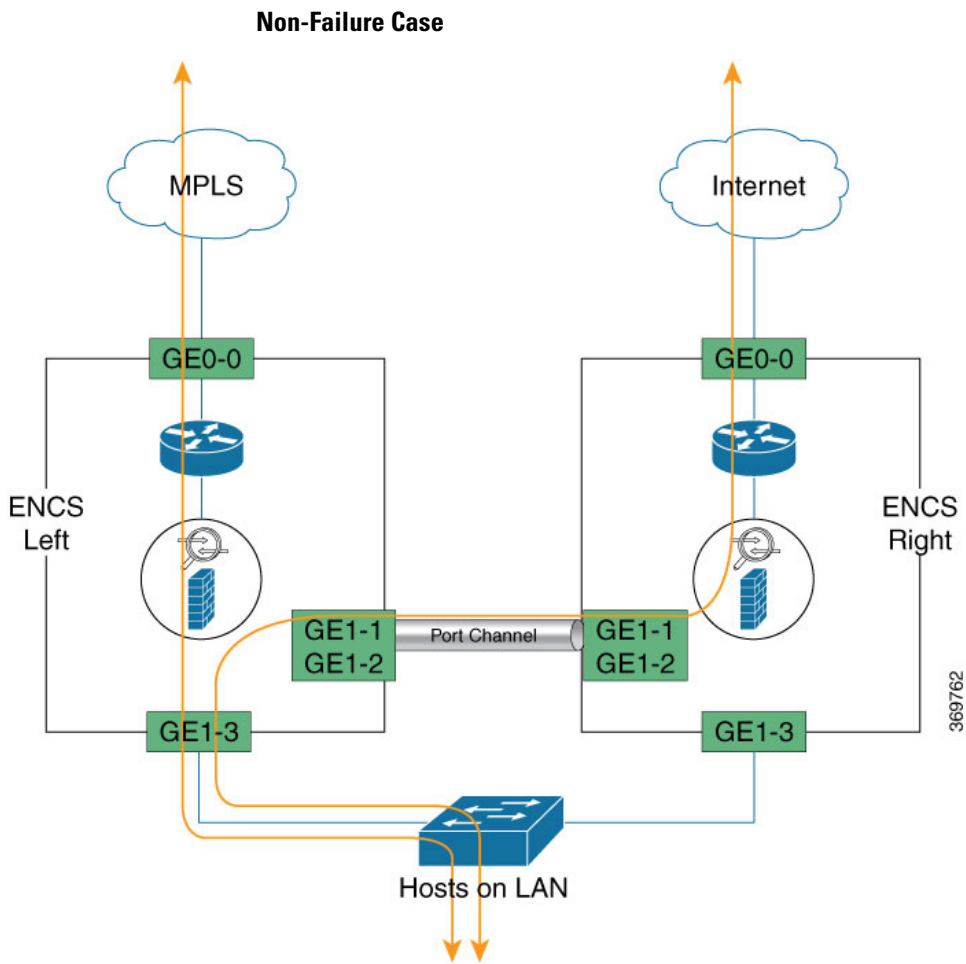 Non-Failure Case
MPLS
Internet
GE0-0
GE0-0
ENCS
Left
ENCS
Right
GE1-1
GE1-2
Port Channel
GE1-1
GE1-2
GE1-3
GE1-3
369762
Hosts on LAN